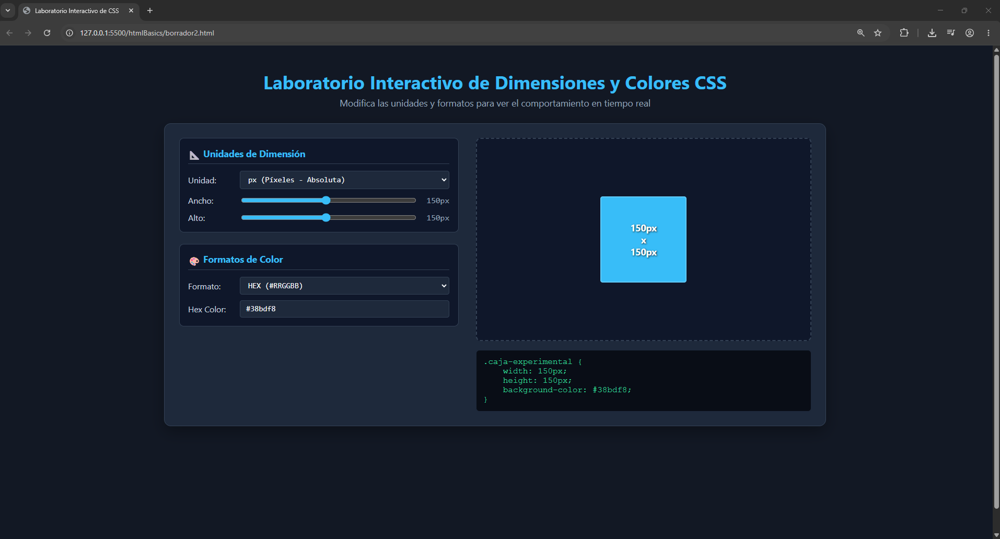 Laboratorio Interactivo de CSS
127.0.0.1:5500/htmlBasics/borrador2.html
Laboratorio Interactivo de Dimensiones y Colores CSS
Modifica las unidades y formatos para ver el comportamiento en tiempo real
Unidades de Dimensión
Unidad:
px (Píxeles - Absoluta)
Ancho:
150px
Alto:
150px
Formatos de Color
Formato:
HEX (#RRGGBB)
Hex Color:
#38bdf8
150px
x
150px
.caja-experimental {
    width: 150px;
    height: 150px;
    background-color: #38bdf8;
}